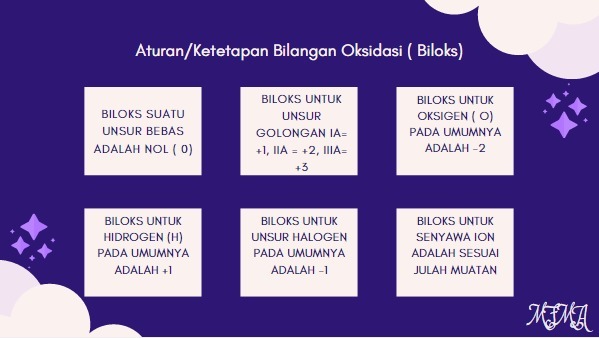 Aturan/Ketetapan Bilangan Oksidasi ( Biloks)
BILOKS SUATU
UNSUR BEBAS
ADALAH NOL ( 0)
BILOKS UNTUK
UNSUR
GOLONGAN IA=
+1, IIA = +2, IIIA=
+3
BILOKS UNTUK
OKSIGEN ( O)
PADA UMUMNYA
ADALAH -2
BILOKS UNTUK
HIDROGEN (H)
PADA UMUMNYA
ADALAH +1
BILOKS UNTUK
UNSUR HALOGEN
PADA UMUMNYA
ADALAH -1
BILOKS UNTUK
SENYAWA ION
ADALAH SESUAI
JULAH MUATAN